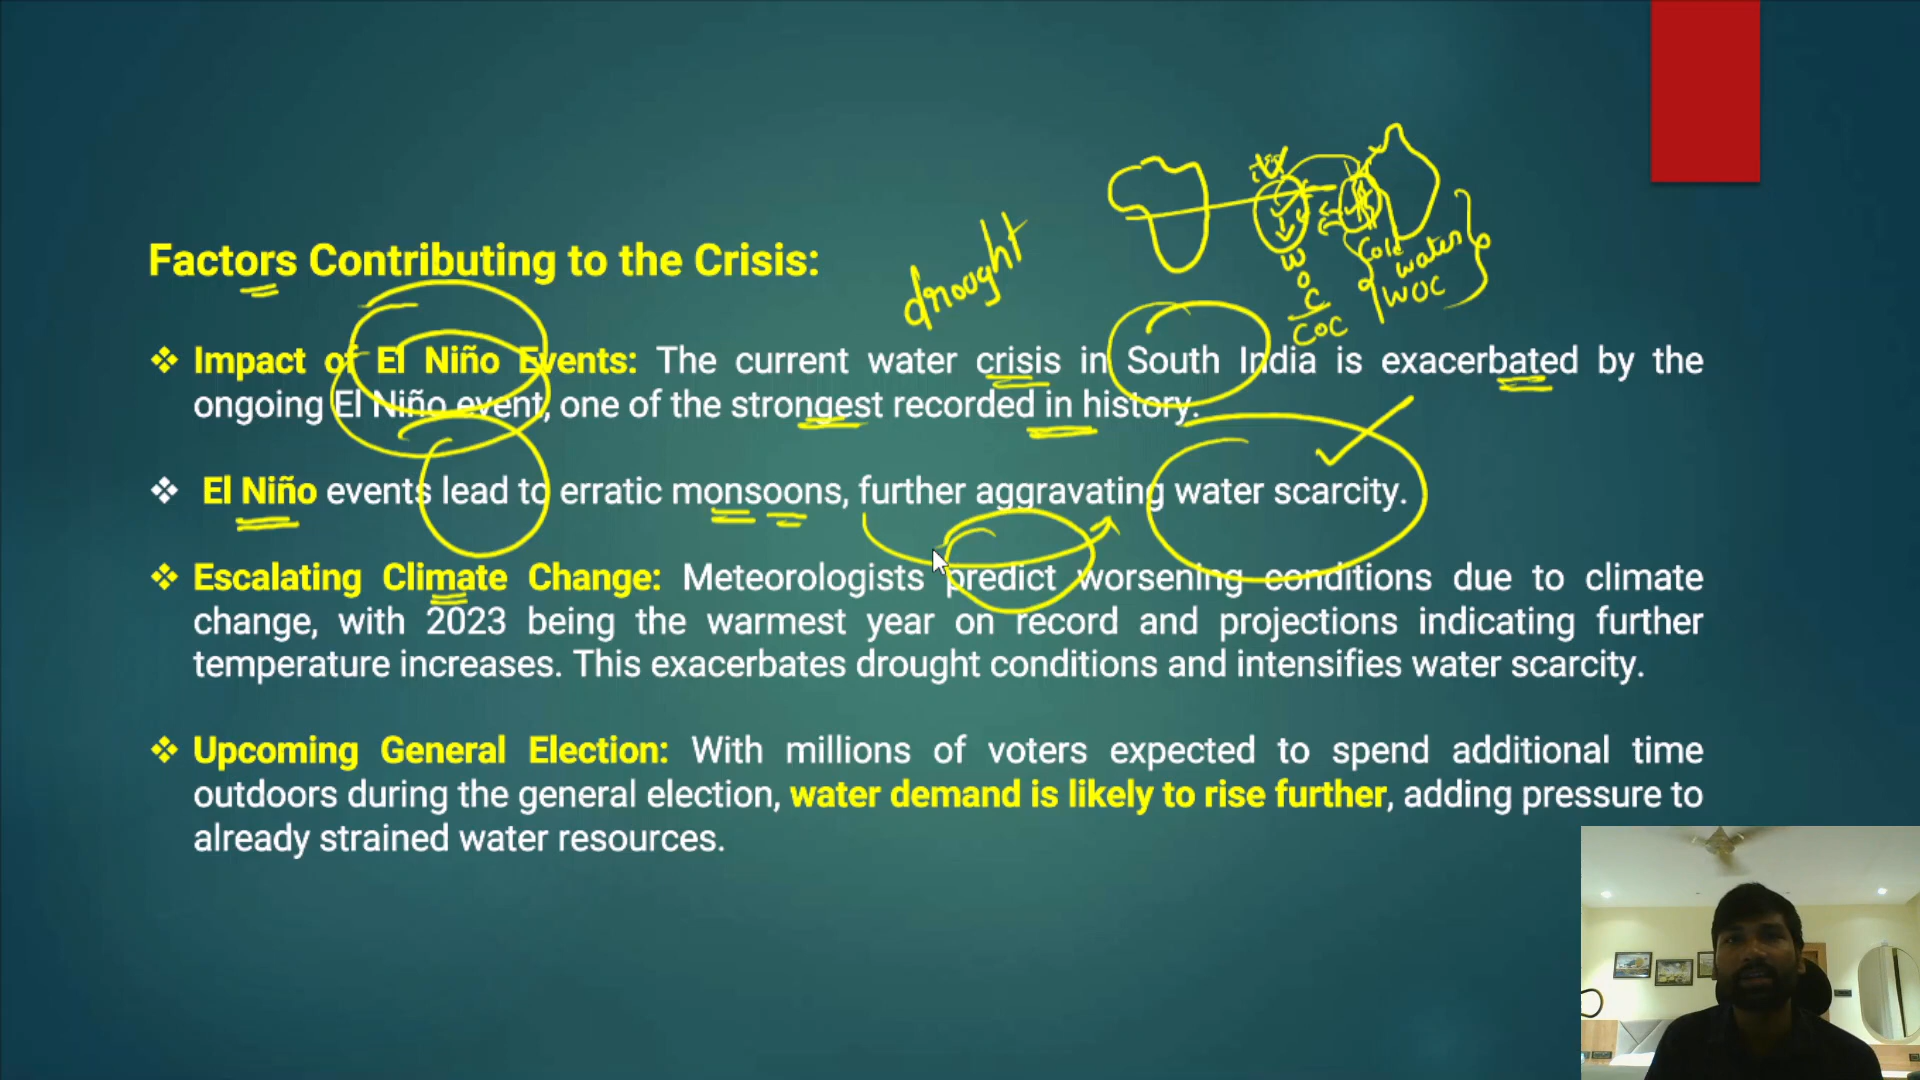 Factors Contributing to the Crisis:
drought
Cold
water
WOC
WOC
COC
❖ Impact of El Niño Events: The current water crisis in South India is exacerbated by the
ongoing El Niño event, one of the strongest recorded in history.
❖ El Niño events lead to erratic monsoons, further aggravating water scarcity.
❖ Escalating Climate Change: Meteorologists predict worsening conditions due to climate
change, with 2023 being the warmest year on record and projections indicating further
temperature increases. This exacerbates drought conditions and intensifies water scarcity.
❖ Upcoming General Election: With millions of voters expected to spend additional time
outdoors during the general election, water demand is likely to rise further, adding pressure to
already strained water resources.